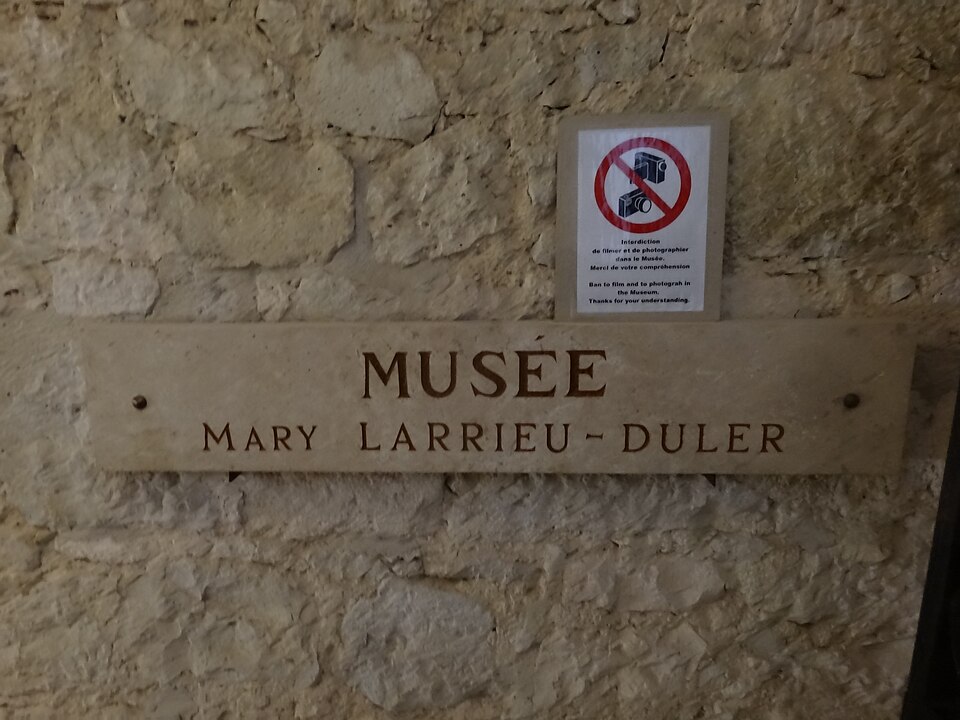 Interdiction
de filmer et de photographier
dans le Musée.
Merci de votre compréhension
Ban to film and to photograh in
the Museum.
Thanks for your understanding.
MUSÉE
MARY LARRIEU-DULER